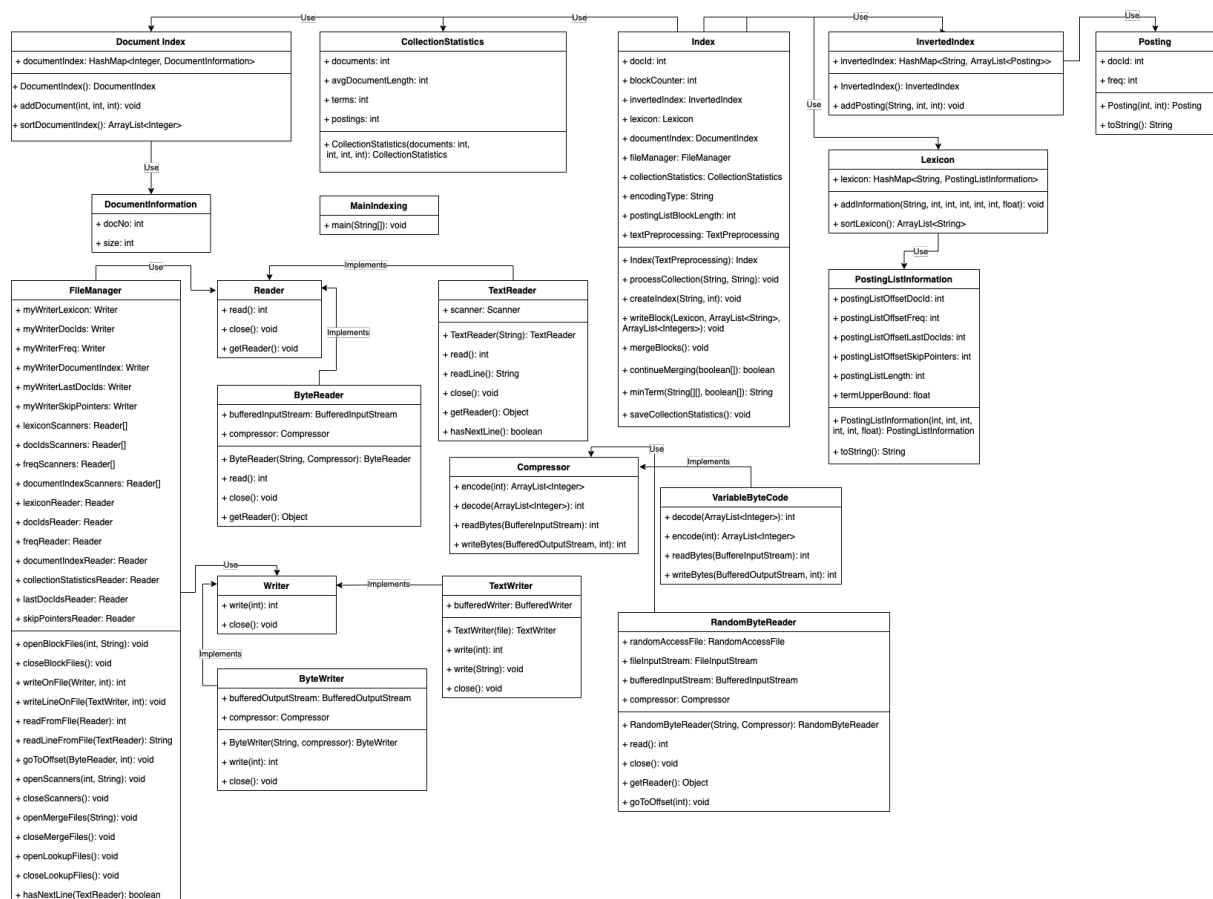 Use
Use
Use
Use
Document Index
+ documentIndex: HashMap<Integer, DocumentInformation>
+ DocumentIndex(): DocumentIndex
+ addDocument(int, int, int): void
+ sortDocumentIndex(): ArrayList<Integer>
Use
DocumentInformation
+ docNo: int
+ size: int
CollectionStatistics
+ documents: int
+ avgDocumentLength: int
+ terms: int
+ postings: int
+ CollectionStatistics(documents: int,
int, int, int): CollectionStatistics
MainIndexing
+ main(String[]): void
Index
+ docId: int
+ blockCounter: int
+ invertedIndex: InvertedIndex
+ lexicon: Lexicon
+ documentIndex: DocumentIndex
+ fileManager: FileManager
+ collectionStatistics: CollectionStatistics
+ encodingType: String
+ postingListBlockLength: int
+ textPreprocessing: TextPreprocessing
+ Index(TextPreprocessing): Index
+ processCollection(String, String): void
+ createIndex(String, int): void
+ writeBlock(Lexicon, ArrayList<String>,
ArrayList<Integers>): void
+ mergeBlocks(): void
+ continueMerging(boolean[]): boolean
+ minTerm(String[][], boolean[]): String
+ saveCollectionStatistics(): void
InvertedIndex
+ invertedIndex: HashMap<String, ArrayList<Posting>>
+ InvertedIndex(): InvertedIndex
+ addPosting(String, int, int): void
Posting
+ docId: int
+ freq: int
+ Posting(int, int): Posting
+ toString(): String
Use
Lexicon
+ lexicon: HashMap<String, PostingListInformation>
+ addInformation(String, int, int, int, int, int, float): void
+ sortLexicon(): ArrayList<String>
Use
PostingListInformation
+ postingListOffsetDocId: int
+ postingListOffsetFreq: int
+ postingListOffsetLastDocIds: int
+ postingListOffsetSkipPointers: int
+ postingListLength: int
+ termUpperBound: float
+ PostingListInformation(int, int, int,
int, int, float): PostingListInformation
+ toString(): String
Use
FileManager
+ myWriterLexicon: Writer
+ myWriterDocIds: Writer
+ myWriterFreq: Writer
+ myWriterDocumentIndex: Writer
+ myWriterLastDocIds: Writer
+ myWriterSkipPointers: Writer
+ lexiconScanners: Reader[]
+ docIdsScanners: Reader[]
+ freqScanners: Reader[]
+ documentIndexScanners: Reader[]
+ lexiconReader: Reader
+ docIdsReader: Reader
+ freqReader: Reader
+ documentIndexReader: Reader
+ collectionStatisticsReader: Reader
+ lastDocIdsReader: Reader
+ skipPointersReader: Reader
+ openBlockFiles(int, String): void
+ closeBlockFiles(): void
+ writeOnFile(Writer, int): int
+ writeLineOnFile(TextWriter, int): void
+ readFromFIle(Reader): int
+ readLineFromFile(TextReader): String
+ goToOffset(ByteReader, int): void
+ openScanners(int, String): void
+ closeScanners(): void
+ openMergeFiles(String): void
+ closeMergeFiles(): void
+ openLookupFiles(): void
+ closeLookupFiles(): void
+ hasNextLine(TextReader): boolean
Implements
Reader
+ read(): int
+ close(): void
+ getReader(): void
Implements
ByteReader
+ bufferedInputStream: BufferedInputStream
+ compressor: Compressor
+ ByteReader(String, Compressor): ByteReader
+ read(): int
+ close(): void
+ getReader(): Object
TextReader
+ scanner: Scanner
+ TextReader(String): TextReader
+ read(): int
+ readLine(): String
+ close(): void
+ getReader(): Object
+ hasNextLine(): boolean
Use
Compressor
+ encode(int): ArrayList<Integer>
+ decode(ArrayList<Integer>): int
+ readBytes(BuffereInputStream): int
+ writeBytes(BufferedOutputStream, int): int
Implements
VariableByteCode
+ decode(ArrayList<Integer>): int
+ encode(int): ArrayList<Integer>
+ readBytes(BuffereInputStream): int
+ writeBytes(BufferedOutputStream, int): int
Use
Writer
+ write(int): int
+ close(): void
Implements
TextWriter
+ bufferedWriter: BufferedWriter
+ TextWriter(file): TextWriter
+ write(int): int
+ write(String): void
+ close(): void
Implements
ByteWriter
+ bufferedOutputStream: BufferedOutputStream
+ compressor: Compressor
+ ByteWriter(String, compressor): ByteWriter
+ write(int): int
+ close(): void
RandomByteReader
+ randomAccessFile: RandomAccessFile
+ fileInputStream: FileInputStream
+ bufferedInputStream: BufferedInputStream
+ compressor: Compressor
+ RandomByteReader(String, Compressor): RandomByteReader
+ read(): int
+ close(): void
+ getReader(): Object
+ goToOffset(int): void